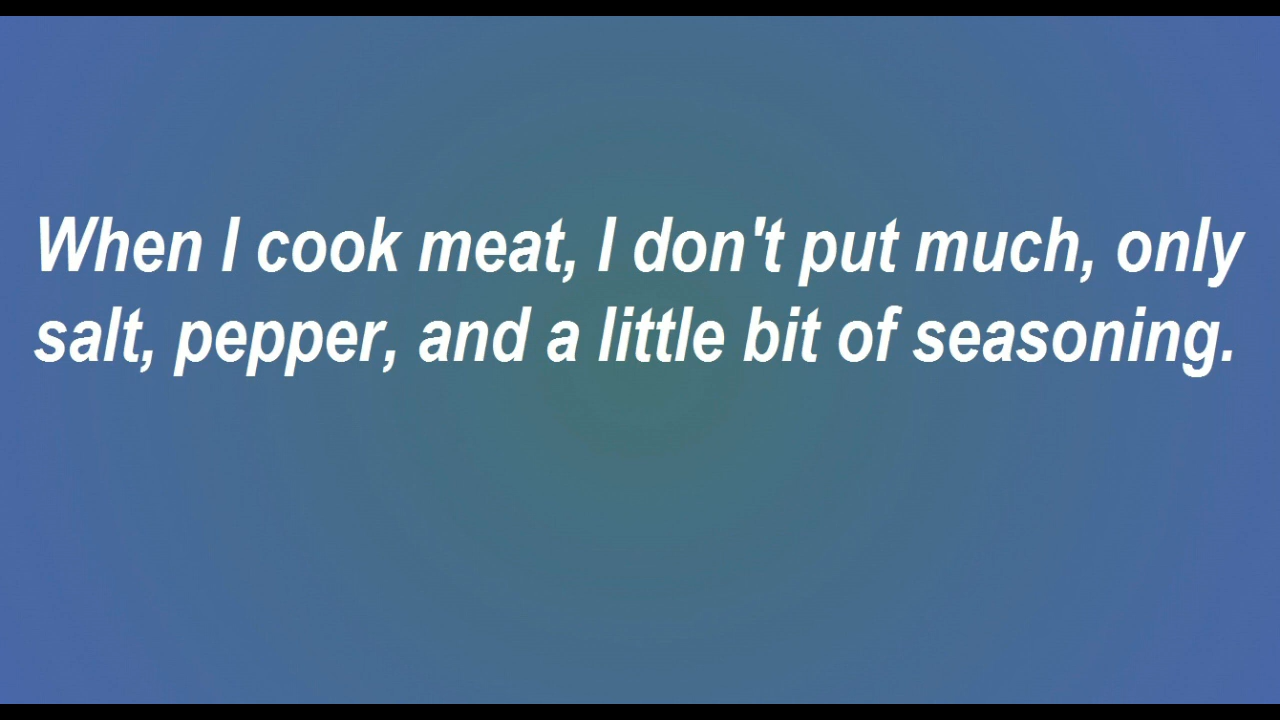 When I cook meat, I don't put much, only
salt, pepper, and a little bit of seasoning.